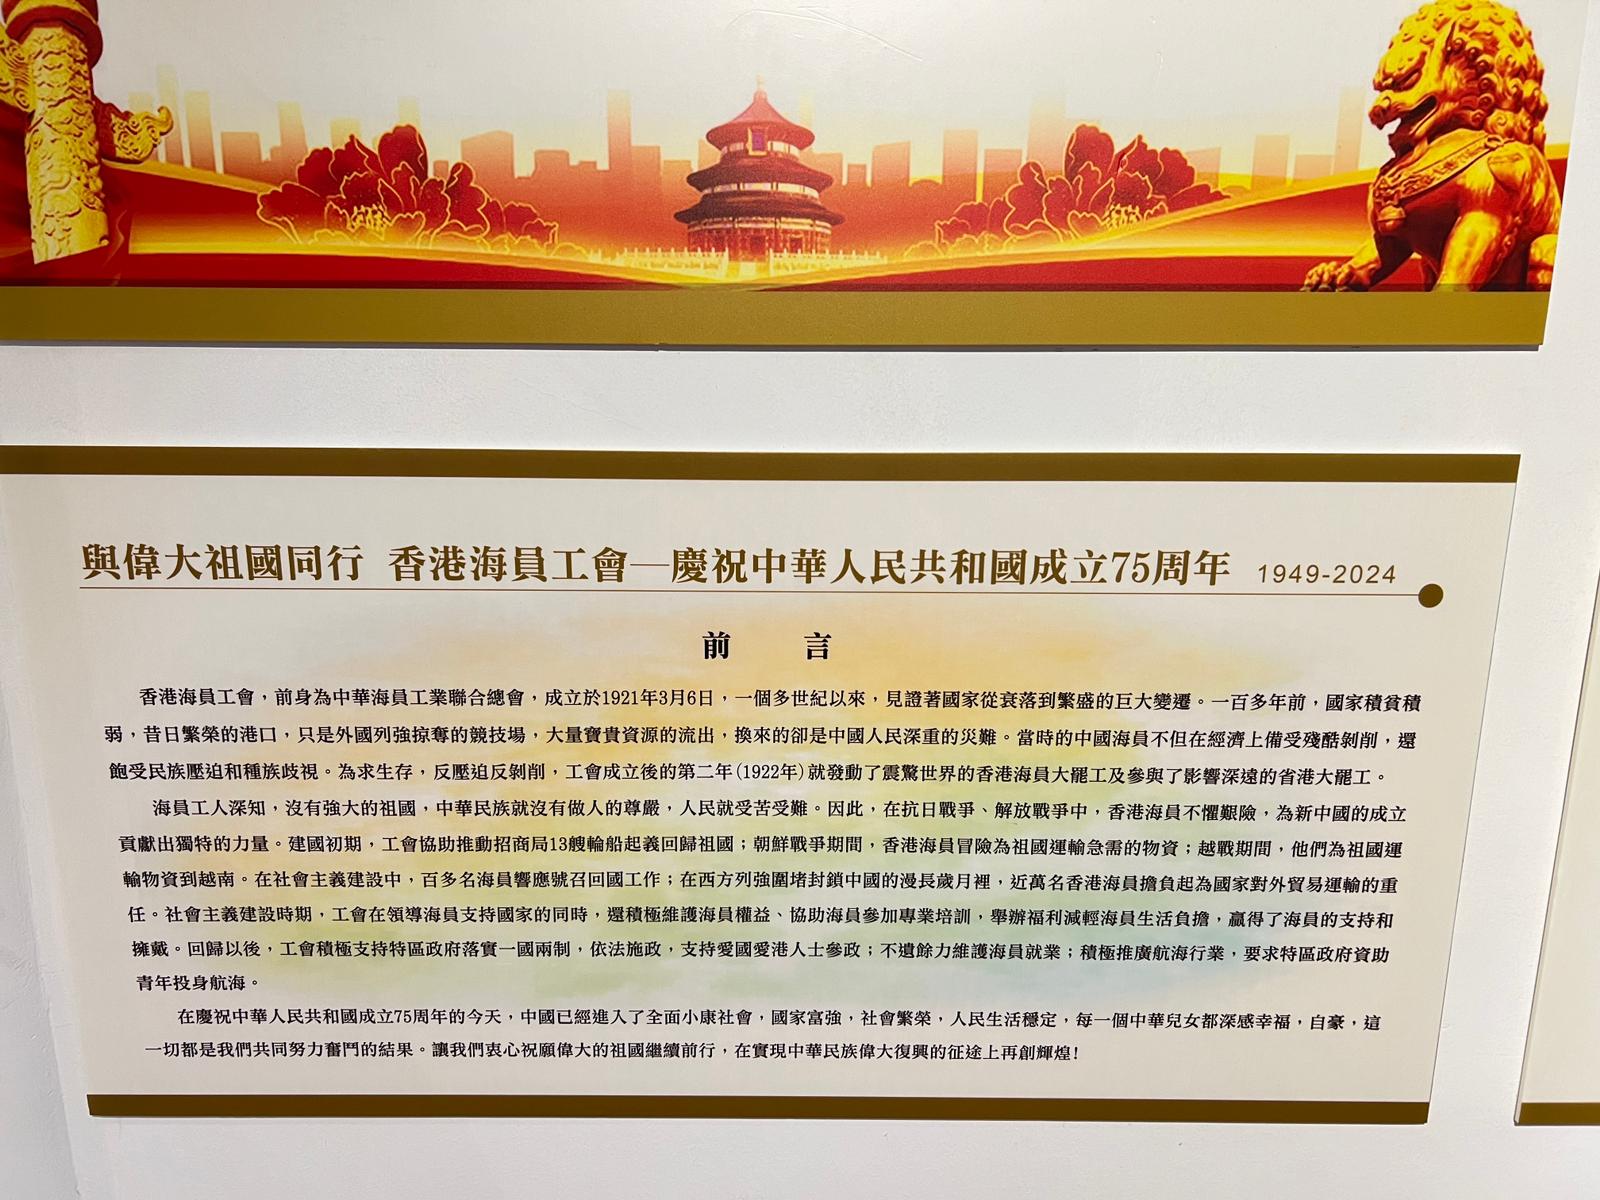 與偉大祖國同行 香港海員工會—慶祝中華人民共和國成立75周年 1949-2024
前 言
香港海員工會，前身為中華海員工業聯合總會，成立於1921年3月6日，一個多世紀以來，見證著國家從衰落到繁盛的巨大變遷。一百多年前，國家積貧積
弱，昔日繁榮的港口，只是外國列強掠奪的競技場，大量寶貴資源的流出，換來的卻是中國人民深重的災難。當時的中國海員不但在經濟上備受殘酷剝削，還
飽受民族壓迫和種族歧視。為求生存，反壓迫反剝削，工會成立後的第二年(1922年)就發動了震驚世界的香港海員大罷工及參與了影響深遠的省港大罷工。
海員工人深知，沒有強大的祖國，中華民族就沒有做人的尊嚴，人民就受苦受難。因此，在抗日戰爭、解放戰爭中，香港海員不懼艱險，為新中國的成立
貢獻出獨特的力量。建國初期，工會協助推動招商局13艘輪船起義回歸祖國；朝鮮戰爭期間，香港海員冒險為祖國運輸急需的物資；越戰期間，他們為祖國運
輸物資到越南。在社會主義建設中，百多名海員響應號召回國工作；在西方列強圍堵封鎖中國的漫長歲月裡，近萬名香港海員擔負起為國家對外貿易運輸的重
任。社會主義建設時期，工會在領導海員支持國家的同時，還積極維護海員權益、協助海員參加專業培訓，舉辦福利減輕海員生活負擔，贏得了海員的支持和
擁戴。回歸以後，工會積極支持特區政府落實一國兩制，依法施政，支持愛國愛港人士參政；不遺餘力維護海員就業；積極推廣航海行業，要求特區政府資助
青年投身航海。
在慶祝中華人民共和國成立75周年的今天，中國已經進入了全面小康社會，國家富強，社會繁榮，人民生活穩定，每一個中華兒女都深感幸福，自豪，這
一切都是我們共同努力奮鬥的結果。讓我們衷心祝願偉大的祖國繼續前行，在實現中華民族偉大復興的征途上再創輝煌！